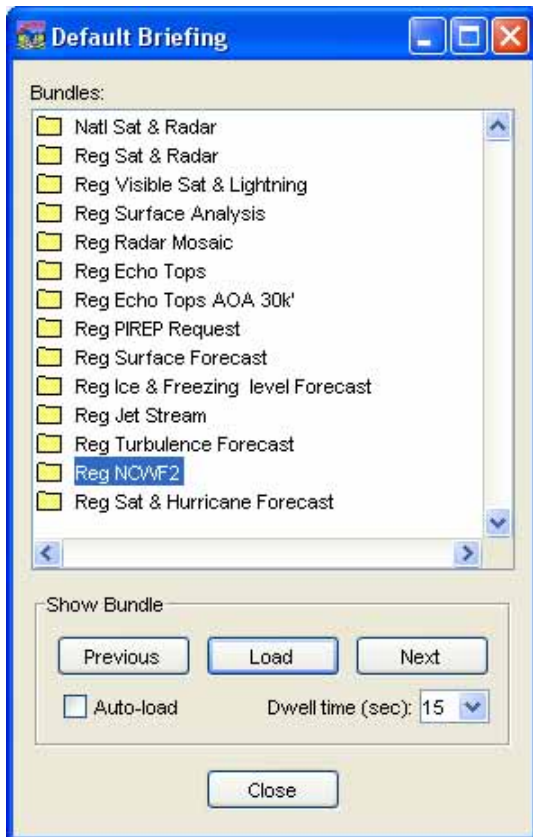 Default Briefing
Bundles:
Natl Sat & Radar
Reg Sat & Radar
Reg Visible Sat & Lightning
Reg Surface Analysis
Reg Radar Mosaic
Reg Echo Tops
Reg Echo Tops AOA 30k'
Reg PIREP Request
Reg Surface Forecast
Reg Ice & Freezing level Forecast
Reg Jet Stream
Reg Turbulence Forecast
Reg NCWF2
Reg Sat & Hurricane Forecast
Show Bundle
Previous Load Next
Auto-load Dwell time (sec): 15
Close